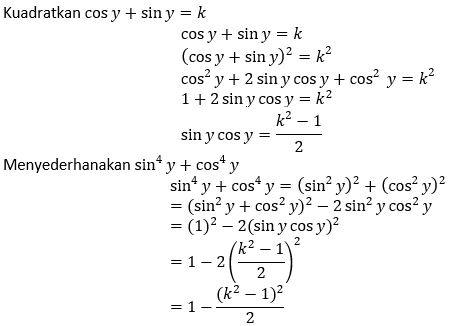 Kuadratkan cos y + sin y = k
cos y + sin y = k
(cos y + sin y)² = k²
cos² y + 2 sin y cos y + cos² y = k²
1 + 2 sin y cos y = k²
sin y cos y = (k² − 1)/2
Menyederhanakan sin⁴ y + cos⁴ y
sin⁴ y + cos⁴ y = (sin² y)² + (cos² y)²
= (sin² y + cos² y)² − 2 sin² y cos² y
= (1)² − 2(sin y cos y)²
= 1 − 2((k² − 1)/2)²
= 1 − (k² − 1)²/2